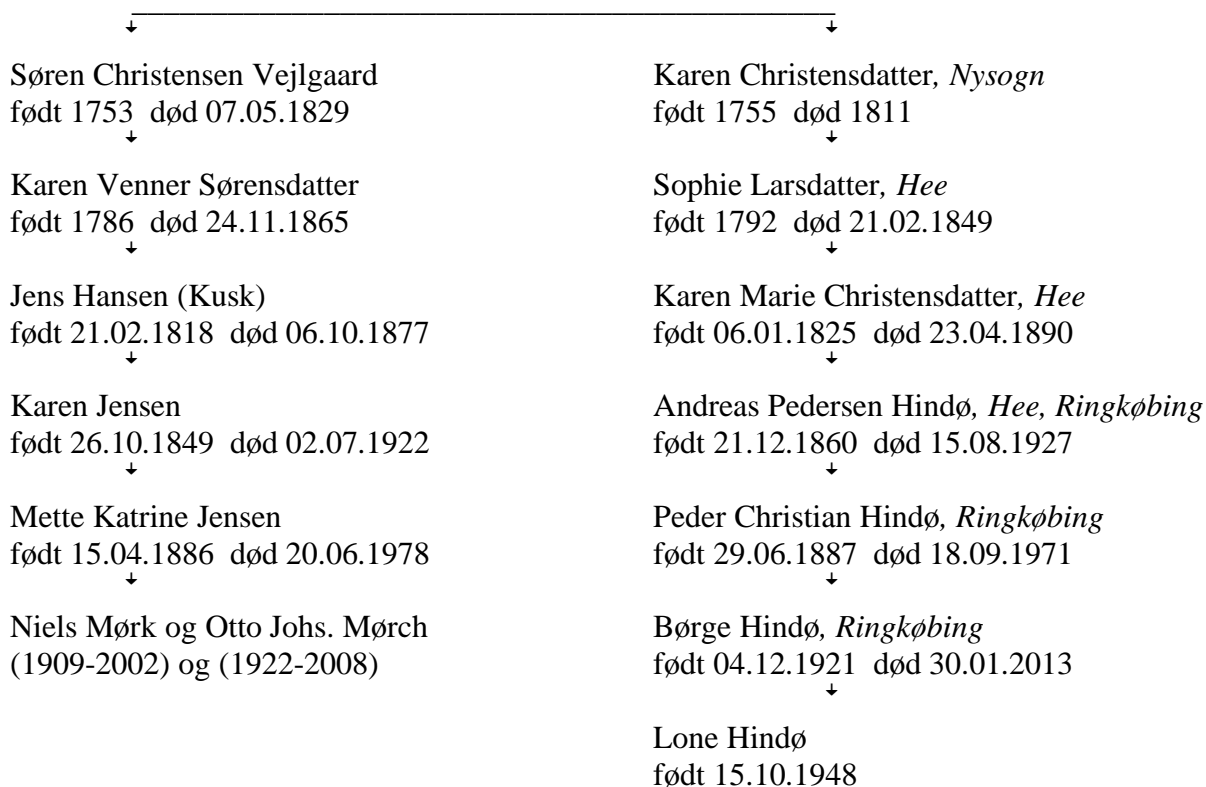 Søren Christensen Vejlgaard
født 1753 død 07.05.1829
Karen Venner Sørensdatter
født 1786 død 24.11.1865
Jens Hansen (Kusk)
født 21.02.1818 død 06.10.1877
Karen Jensen
født 26.10.1849 død 02.07.1922
Mette Katrine Jensen
født 15.04.1886 død 20.06.1978
Niels Mørk og Otto Johs. Mørch
(1909-2002) og (1922-2008)
Karen Christensdatter, Nysogn
født 1755 død 1811
Sophie Larsdatter, Hee
født 1792 død 21.02.1849
Karen Marie Christensdatter, Hee
født 06.01.1825 død 23.04.1890
Andreas Pedersen Hindø, Hee, Ringkøbing
født 21.12.1860 død 15.08.1927
Peder Christian Hindø, Ringkøbing
født 29.06.1887 død 18.09.1971
Børge Hindø, Ringkøbing
født 04.12.1921 død 30.01.2013
Lone Hindø
født 15.10.1948